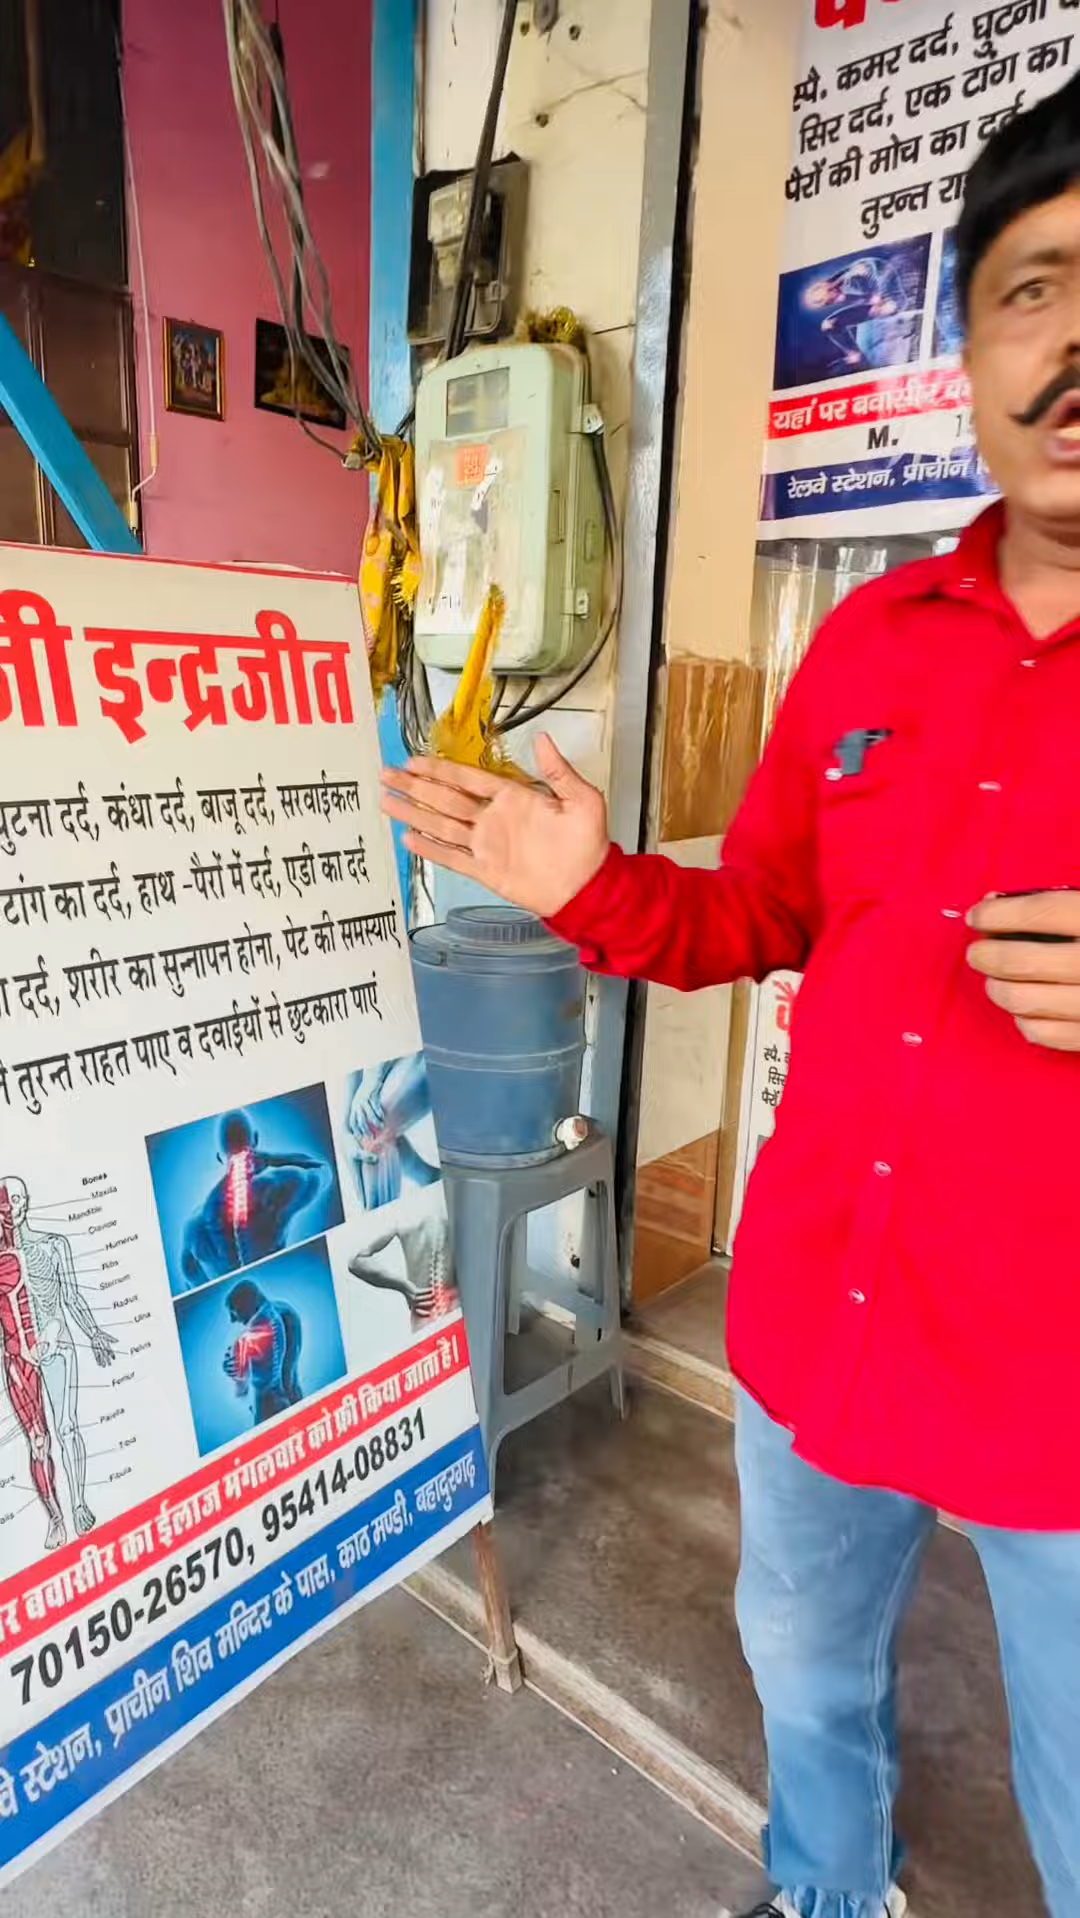 स्पै. कमर दर्द, घुटना
सिर दर्द, एक टांग का
पैरों की मोच का दर्द
तुरन्त
यहां पर बवासीर
M.
रेलवे स्टेशन, प्राचीन
जी इन्द्रजीत
घुटना दर्द, कंधा दर्द, बाजू दर्द, सरवाईकल
टांग का दर्द, हाथ -पैरों में दर्द, एडी का दर्द
दर्द, शरीर का सुन्नापन होना, पेट की समस्याएं
तुरन्त राहत पाए व दवाईयों से छुटकारा पाएं
Bones
Maxilla
Mandible
Clavicle
Humerus
Ribs
Sternum
Radius
Ulna
Pelvis
Femur
Patella
Tibia
Fibula
बवासीर का ईलाज मंगलवार को फ्री किया जाता है।
70150-26570, 95414-08831
स्टेशन, प्राचीन शिव मन्दिर के पास, काठ मण्डी, बहादुरगढ़
स्पै.
सिर
पैरों